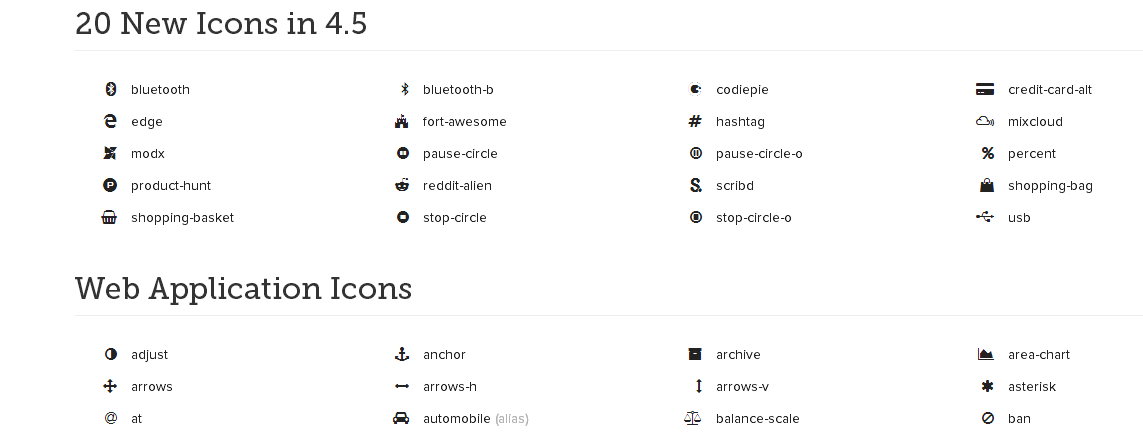 20 New Icons in 4.5
bluetooth bluetooth-b codiepie credit-card-alt
edge fort-awesome hashtag mixcloud
modx pause-circle pause-circle-o percent
product-hunt reddit-alien scribd shopping-bag
shopping-basket stop-circle stop-circle-o usb
Web Application Icons
adjust anchor archive area-chart
arrows arrows-h arrows-v asterisk
at automobile (alias) balance-scale ban